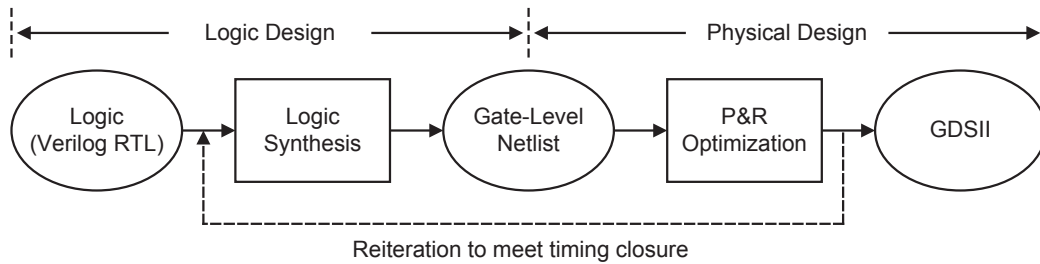 Logic Design
Physical Design
Logic
(Verilog RTL)
Logic
Synthesis
Gate-Level
Netlist
P&R
Optimization
GDSII
Reiteration to meet timing closure